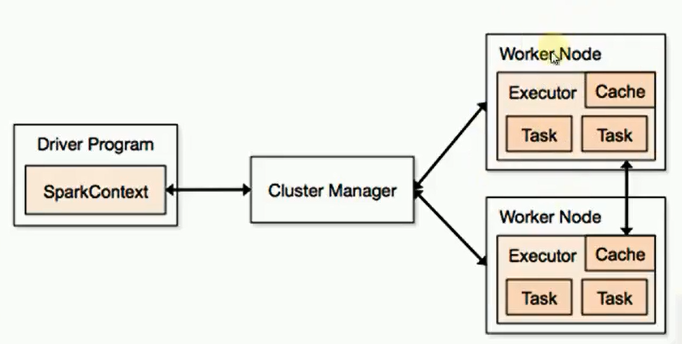 Driver Program
SparkContext
Cluster Manager
Worker Node
Executor
Cache
Task
Task
Worker Node
Executor
Cache
Task
Task